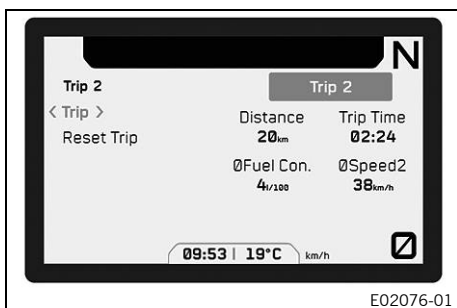 N
Trip 2
Trip 2
< Trip >
Distance Trip Time
Reset Trip
20km 02:24
ØFuel Con. ØSpeed2
4l/100 38km/h
09:53 | 19°C km/h
0
E02076-01